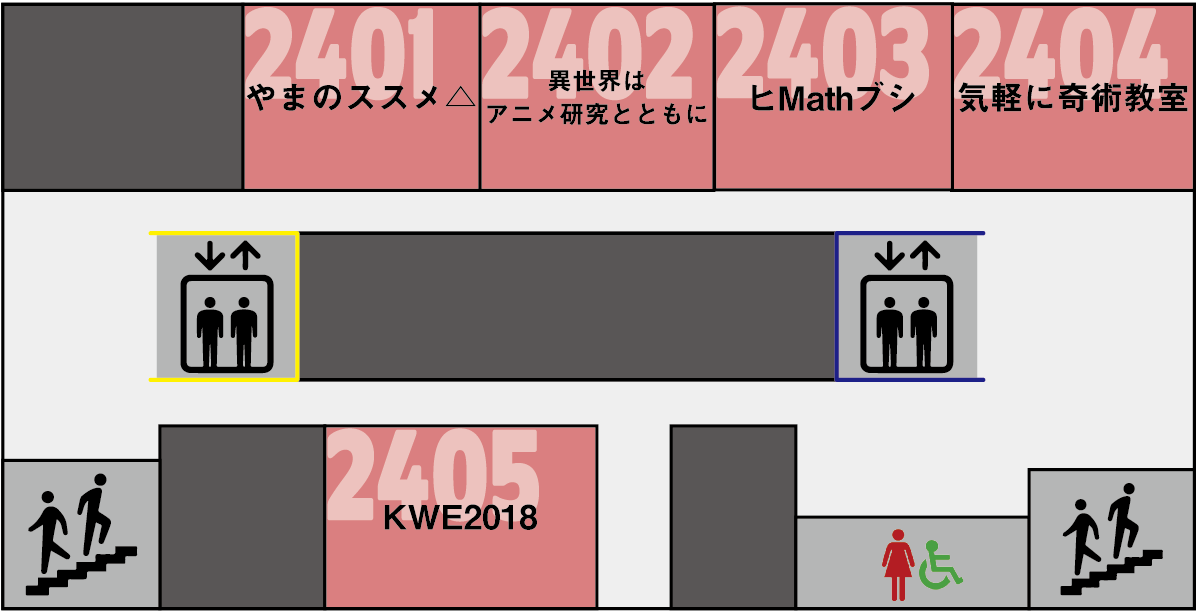 2401
やまのススメ△
2402
異世界は
アニメ研究とともに
2403
ヒMathブシ
2404
気軽に奇術教室
2405
KWE2018